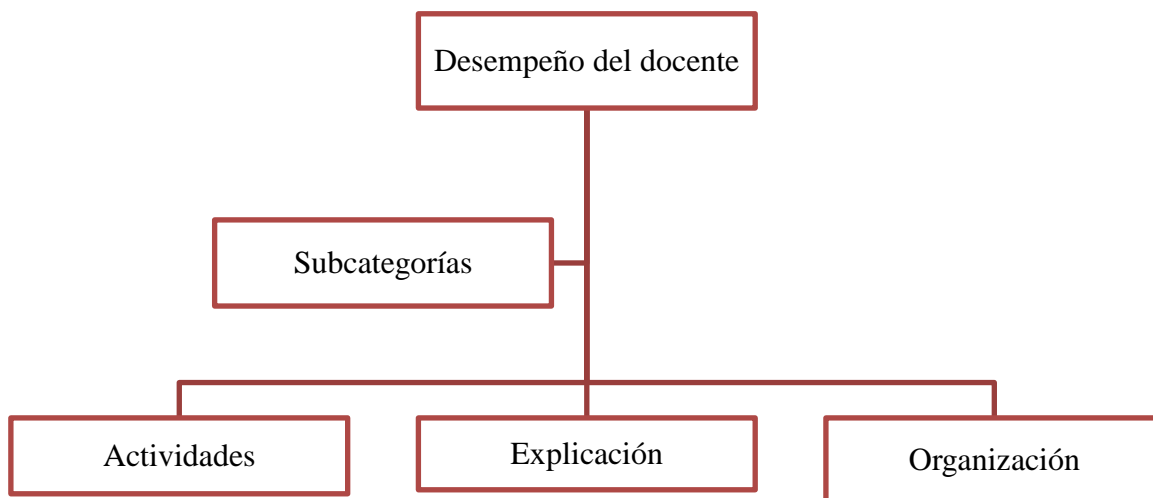 Desempeño del docente
Subcategorías
Actividades
Explicación
Organización